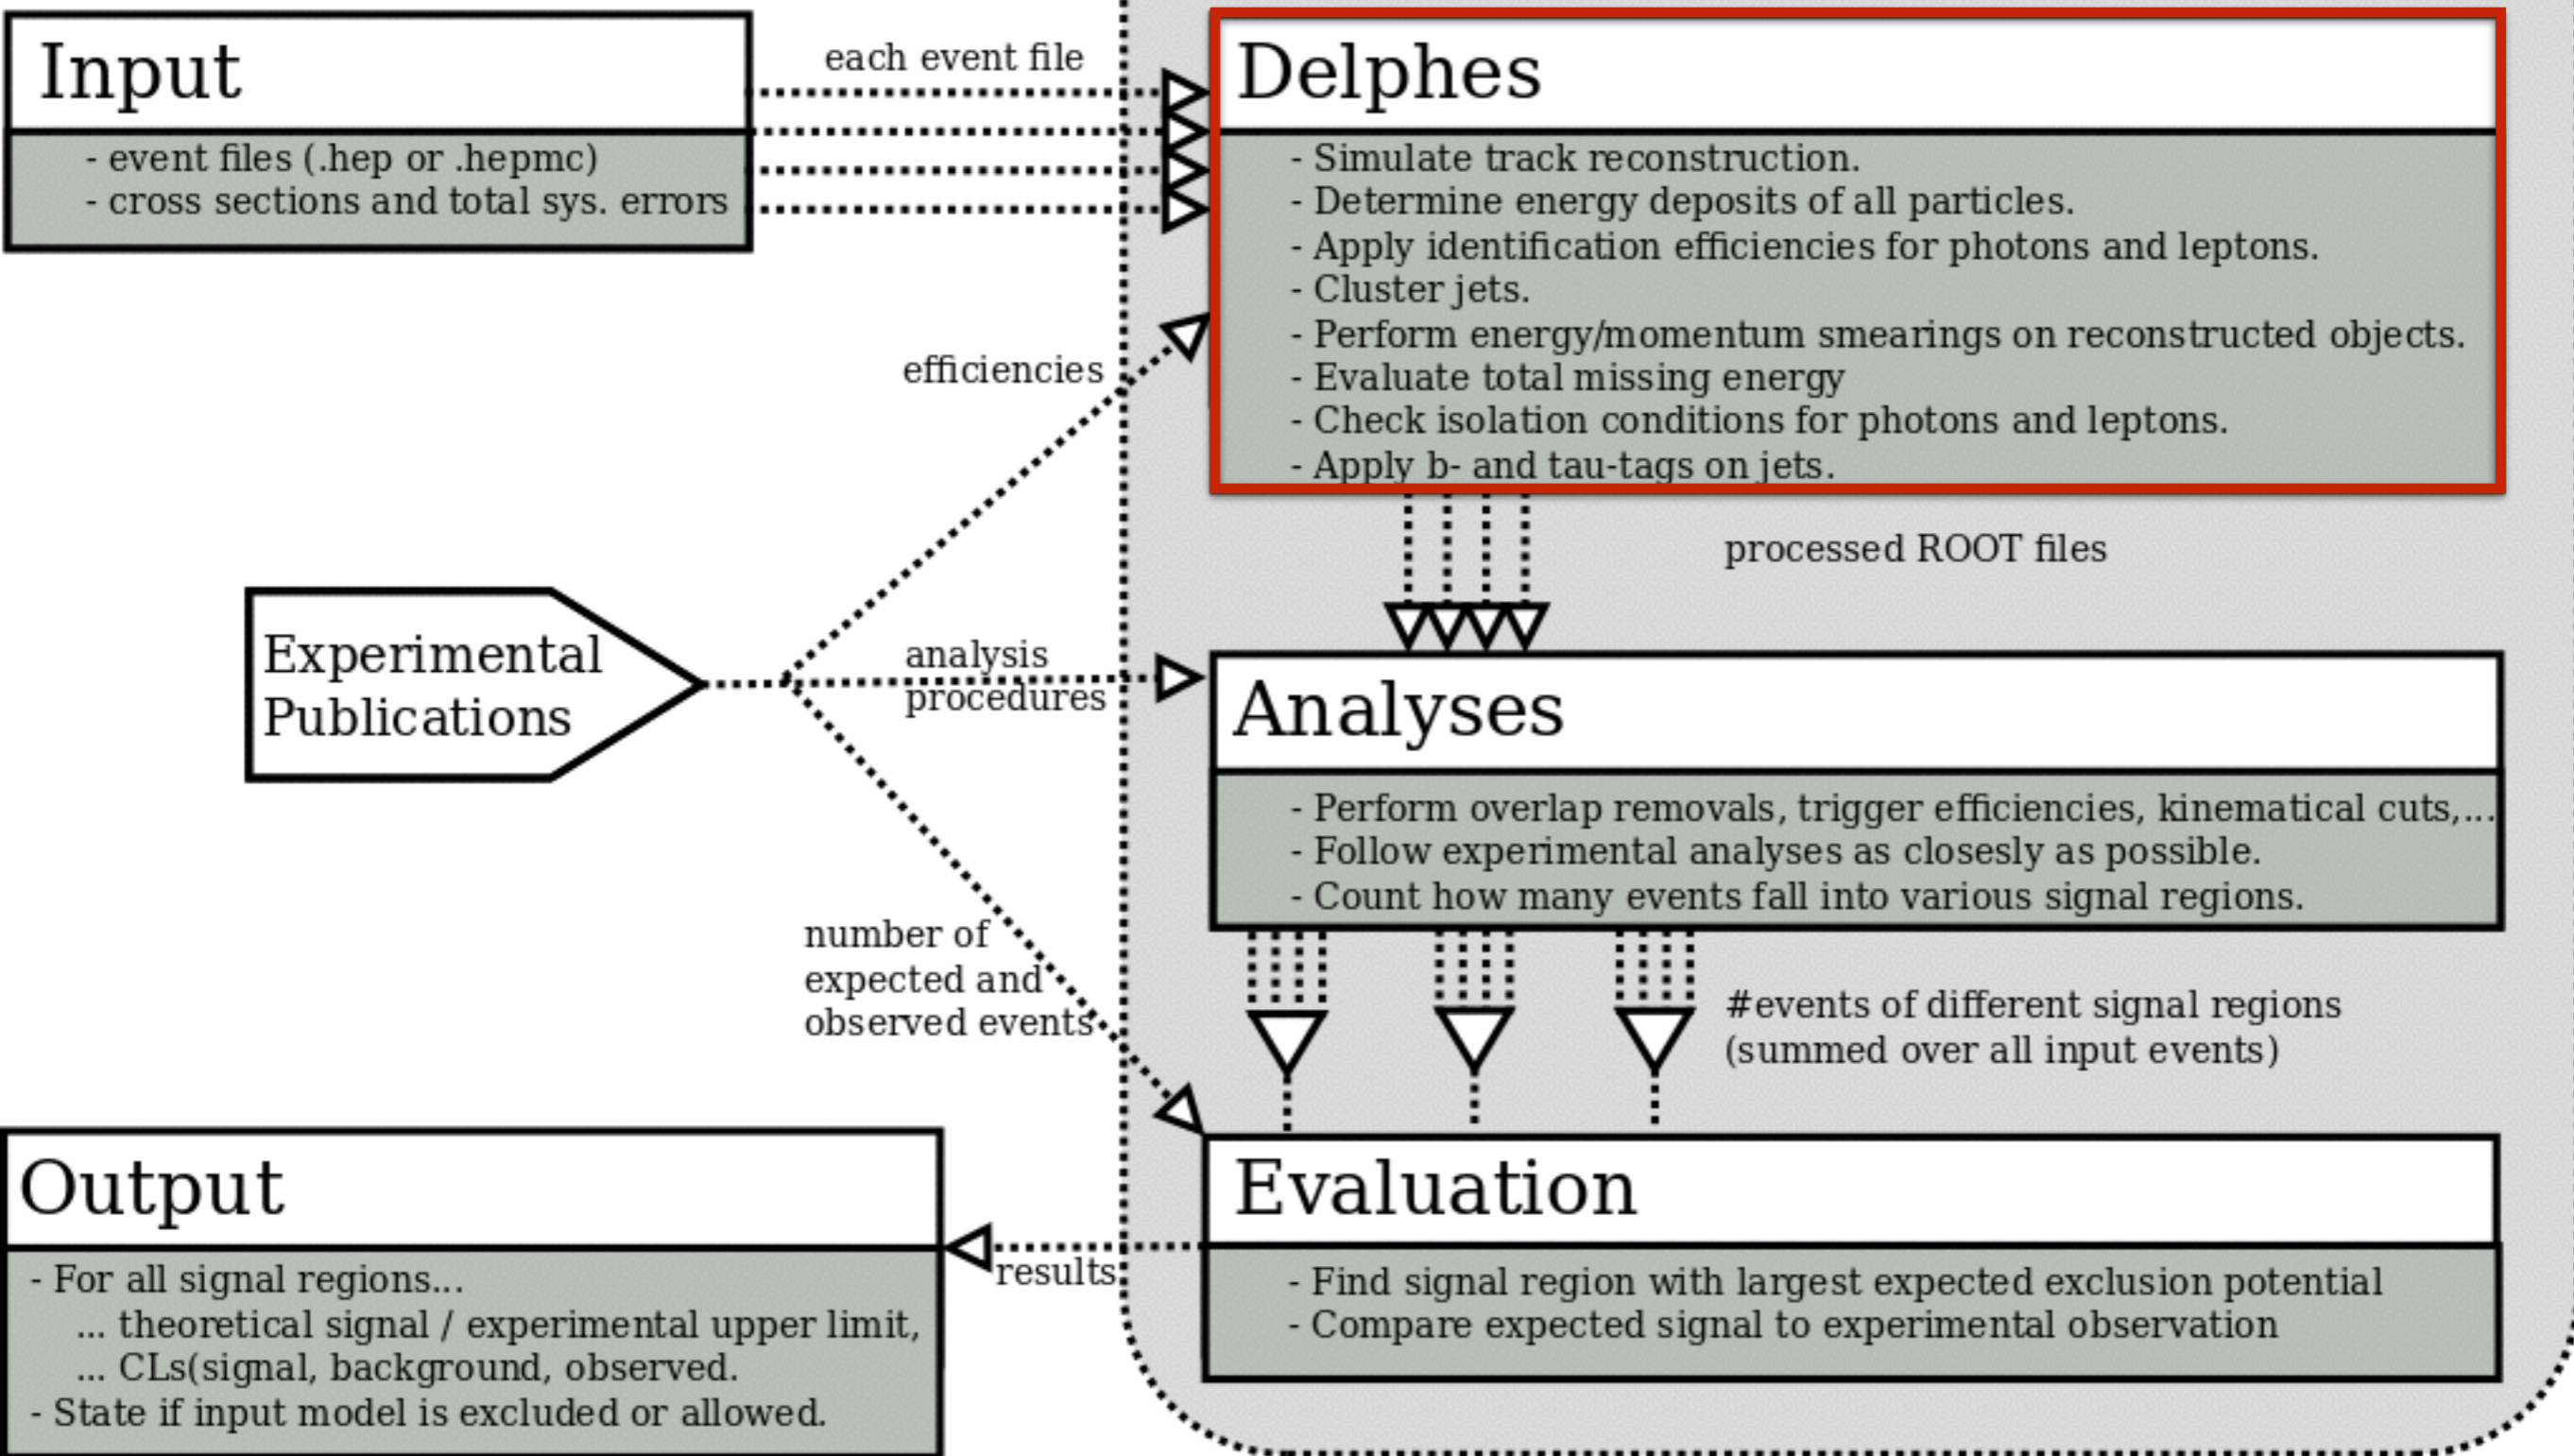 Input
- event files (.hep or .hepmc)
- cross sections and total sys. errors
each event file
Delphes
- Simulate track reconstruction.
- Determine energy deposits of all particles.
- Apply identification efficiencies for photons and leptons.
- Cluster jets.
- Perform energy/momentum smearings on reconstructed objects.
- Evaluate total missing energy
- Check isolation conditions for photons and leptons.
- Apply b- and tau-tags on jets.
efficiencies
processed ROOT files
Experimental
Publications
analysis
procedures
Analyses
- Perform overlap removals, trigger efficiencies, kinematical cuts,...
- Follow experimental analyses as closesly as possible.
- Count how many events fall into various signal regions.
number of
expected and
observed events
#events of different signal regions
(summed over all input events)
Evaluation
- Find signal region with largest expected exclusion potential
- Compare expected signal to experimental observation
results
Output
- For all signal regions...
... theoretical signal / experimental upper limit,
... CLs(signal, background, observed.
- State if input model is excluded or allowed.